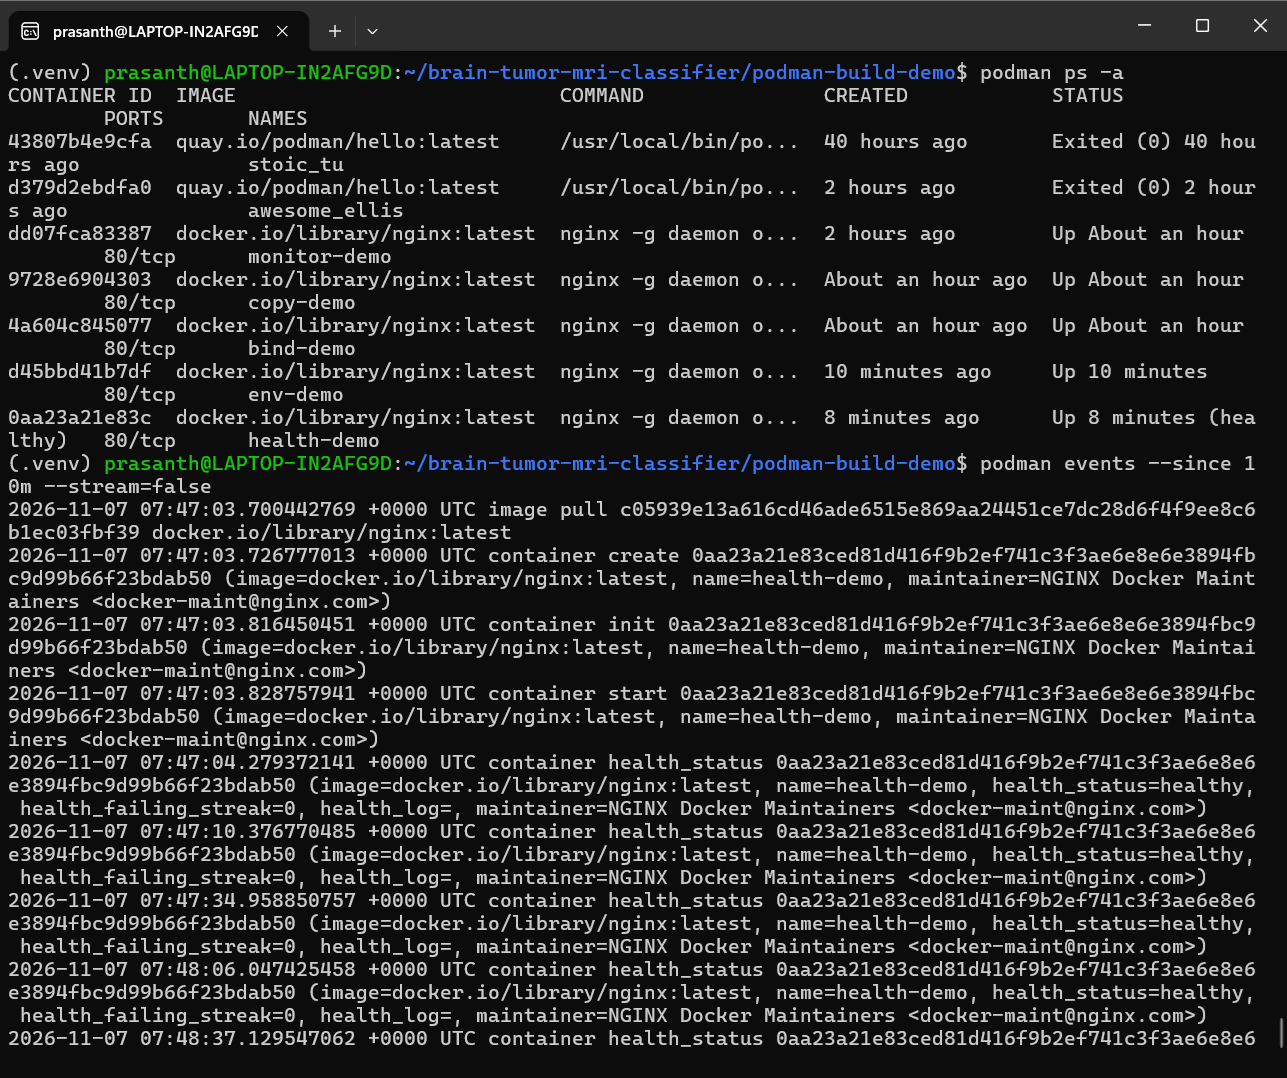 prasanth@LAPTOP-IN2AFG9D
(.venv) prasanth@LAPTOP-IN2AFG9D:~/brain-tumor-mri-classifier/podman-build-demo$ podman ps -a
CONTAINER ID  IMAGE                           COMMAND               CREATED            STATUS
        PORTS       NAMES
43807b4e9cfa  quay.io/podman/hello:latest     /usr/local/bin/po...  40 hours ago       Exited (0) 40 hou
rs ago              stoic_tu
d379d2ebdfa0  quay.io/podman/hello:latest     /usr/local/bin/po...  2 hours ago        Exited (0) 2 hour
s ago               awesome_ellis
dd07fca83387  docker.io/library/nginx:latest  nginx -g daemon o...  2 hours ago        Up About an hour
        80/tcp      monitor-demo
9728e6904303  docker.io/library/nginx:latest  nginx -g daemon o...  About an hour ago  Up About an hour
        80/tcp      copy-demo
4a604c845077  docker.io/library/nginx:latest  nginx -g daemon o...  About an hour ago  Up About an hour
        80/tcp      bind-demo
d45bbd41b7df  docker.io/library/nginx:latest  nginx -g daemon o...  10 minutes ago     Up 10 minutes
        80/tcp      env-demo
0aa23a21e83c  docker.io/library/nginx:latest  nginx -g daemon o...  8 minutes ago      Up 8 minutes (hea
lthy)   80/tcp      health-demo
(.venv) prasanth@LAPTOP-IN2AFG9D:~/brain-tumor-mri-classifier/podman-build-demo$ podman events --since 1
0m --stream=false
2026-11-07 07:47:03.700442769 +0000 UTC image pull c05939e13a616cd46ade6515e869aa24451ce7dc28d6f4f9ee8c6
b1ec03fbf39 docker.io/library/nginx:latest
2026-11-07 07:47:03.726777013 +0000 UTC container create 0aa23a21e83ced81d416f9b2ef741c3f3ae6e8e6e3894fb
c9d99b66f23bdab50 (image=docker.io/library/nginx:latest, name=health-demo, maintainer=NGINX Docker Maint
ainers <docker-maint@nginx.com>)
2026-11-07 07:47:03.816450451 +0000 UTC container init 0aa23a21e83ced81d416f9b2ef741c3f3ae6e8e6e3894fbc9
d99b66f23bdab50 (image=docker.io/library/nginx:latest, name=health-demo, maintainer=NGINX Docker Maintai
ners <docker-maint@nginx.com>)
2026-11-07 07:47:03.828757941 +0000 UTC container start 0aa23a21e83ced81d416f9b2ef741c3f3ae6e8e6e3894fbc
9d99b66f23bdab50 (image=docker.io/library/nginx:latest, name=health-demo, maintainer=NGINX Docker Mainta
iners <docker-maint@nginx.com>)
2026-11-07 07:47:04.279372141 +0000 UTC container health_status 0aa23a21e83ced81d416f9b2ef741c3f3ae6e8e6
e3894fbc9d99b66f23bdab50 (image=docker.io/library/nginx:latest, name=health-demo, health_status=healthy,
 health_failing_streak=0, health_log=, maintainer=NGINX Docker Maintainers <docker-maint@nginx.com>)
2026-11-07 07:47:10.376770485 +0000 UTC container health_status 0aa23a21e83ced81d416f9b2ef741c3f3ae6e8e6
e3894fbc9d99b66f23bdab50 (image=docker.io/library/nginx:latest, name=health-demo, health_status=healthy,
 health_failing_streak=0, health_log=, maintainer=NGINX Docker Maintainers <docker-maint@nginx.com>)
2026-11-07 07:47:34.958850757 +0000 UTC container health_status 0aa23a21e83ced81d416f9b2ef741c3f3ae6e8e6
e3894fbc9d99b66f23bdab50 (image=docker.io/library/nginx:latest, name=health-demo, health_status=healthy,
 health_failing_streak=0, health_log=, maintainer=NGINX Docker Maintainers <docker-maint@nginx.com>)
2026-11-07 07:48:06.047425458 +0000 UTC container health_status 0aa23a21e83ced81d416f9b2ef741c3f3ae6e8e6
e3894fbc9d99b66f23bdab50 (image=docker.io/library/nginx:latest, name=health-demo, health_status=healthy,
 health_failing_streak=0, health_log=, maintainer=NGINX Docker Maintainers <docker-maint@nginx.com>)
2026-11-07 07:48:37.129547062 +0000 UTC container health_status 0aa23a21e83ced81d416f9b2ef741c3f3ae6e8e6